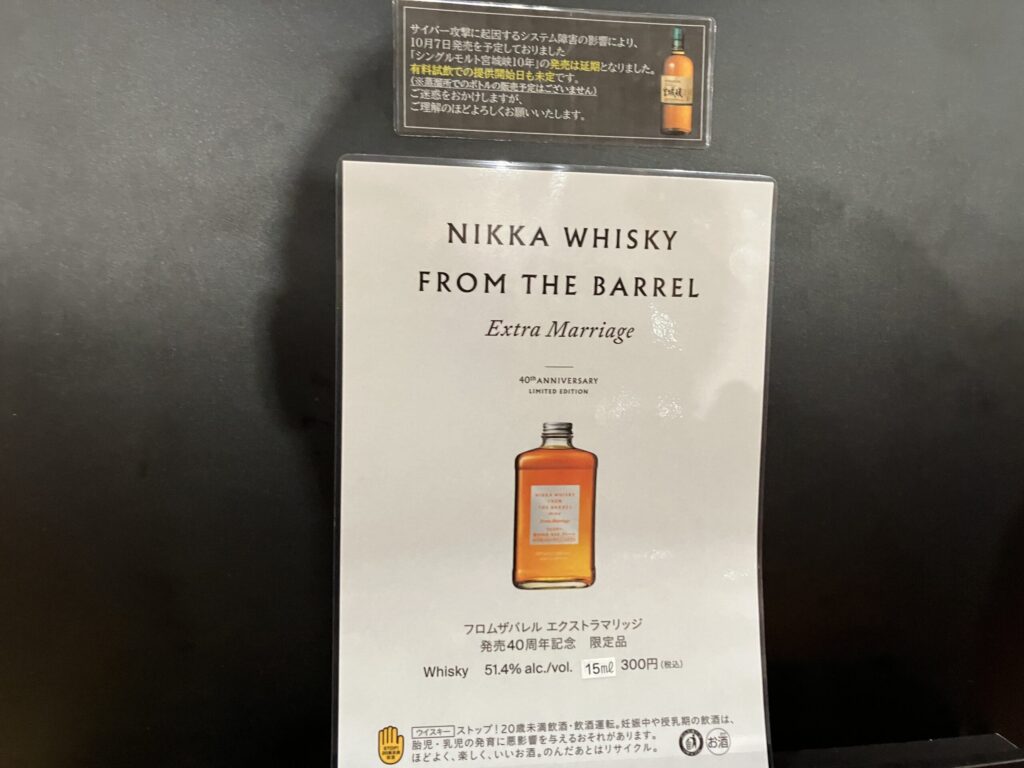 サイバー攻撃に起因するシステム障害の影響により、
10月7日発売を予定しておりました
「シングルモルト宮城峡10年」の発売は延期となりました。
有料試飲での提供開始日も未定です。
(※蒸溜所でのボトルの販売予定はございません)
ご迷惑をおかけしますが、
ご理解のほどよろしくお願いいたします。
宮城峡
NIKKA WHISKY
FROM THE BARREL
Extra Marriage
40th ANNIVERSARY
LIMITED EDITION
NIKKA WHISKY
FROM
THE BARREL
Extra Marriage
フロムザバレル エクストラマリッジ
発売40周年記念 限定品
Whisky 51.4% alc./vol. 15ml 300円(税込)
STOP!
ウイスキー ストップ!20歳未満飲酒・飲酒運転。妊娠中や授乳期の飲酒は、
胎児・乳児の発育に悪影響を与えるおそれがあります。
ほどよく、楽しく、いいお酒。のんだあとはリサイクル。
お酒